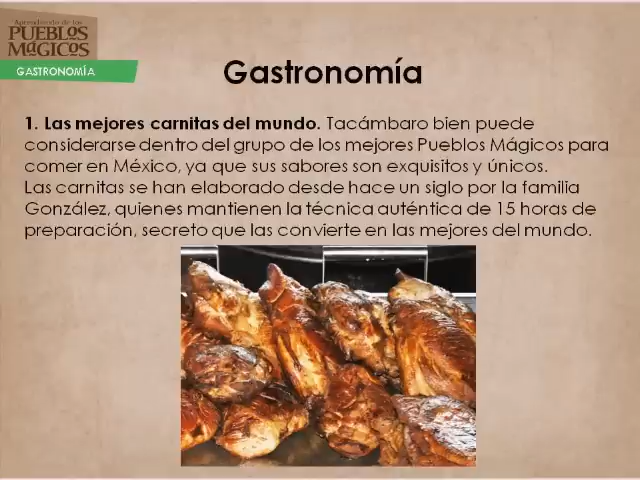 Aprendiendo de los
PUEBLOS
MáGICOS
GASTRONOMÍA
Gastronomía
1. Las mejores carnitas del mundo. Tacámbaro bien puede
considerarse dentro del grupo de los mejores Pueblos Mágicos para
comer en México, ya que sus sabores son exquisitos y únicos.
Las carnitas se han elaborado desde hace un siglo por la familia
González, quienes mantienen la técnica auténtica de 15 horas de
preparación, secreto que las convierte en las mejores del mundo.